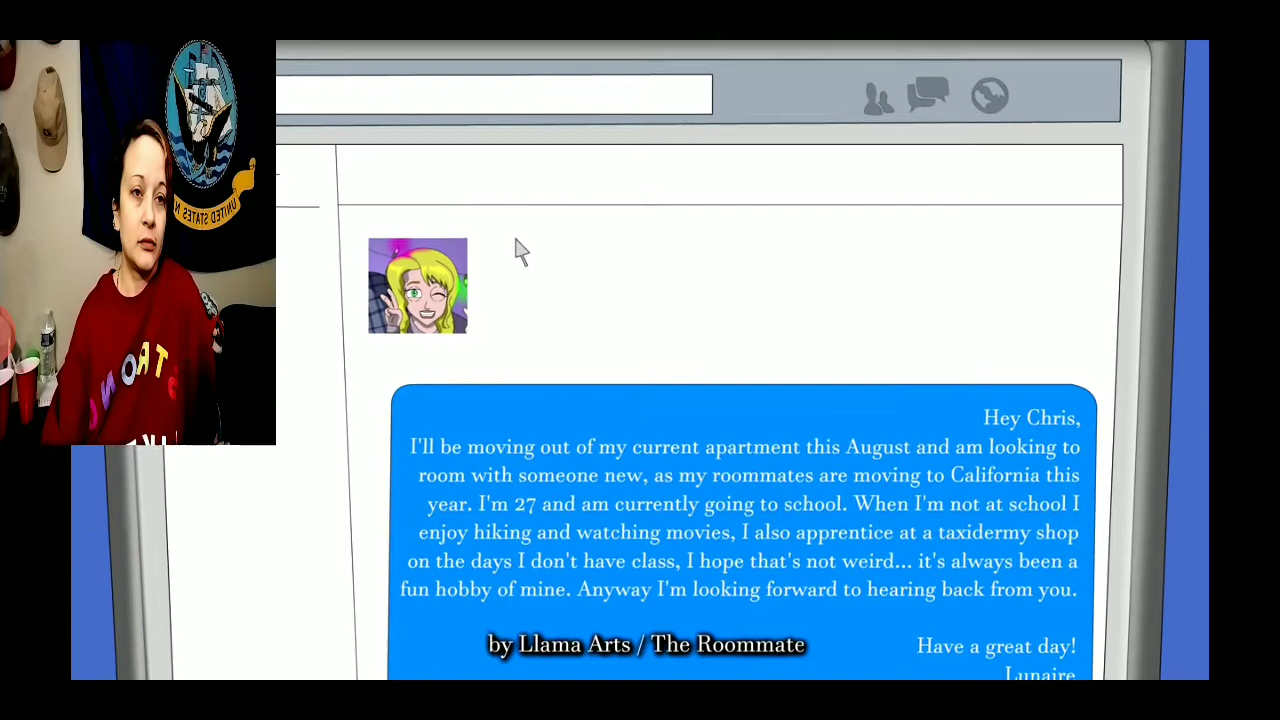 UNITED STATES N
STRON
IKE
Hey Chris,
I'll be moving out of my current apartment this August and am looking to
room with someone new, as my roommates are moving to California this
year. I'm 27 and am currently going to school. When I'm not at school I
enjoy hiking and watching movies, I also apprentice at a taxidermy shop
on the days I don't have class, I hope that's not weird... it's always been a
fun hobby of mine. Anyway I'm looking forward to hearing back from you.
by Llama Arts / The Roommate
Have a great day!
Lunaire